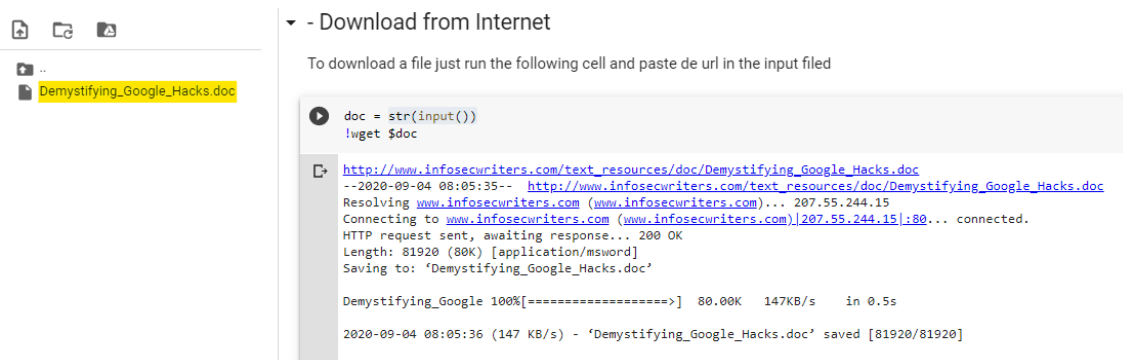 - Download from Internet
To download a file just run the following cell and paste de url in the input filed
..
Demystifying_Google_Hacks.doc
doc = str(input())
!wget $doc
http://www.infosecwriters.com/text_resources/doc/Demystifying_Google_Hacks.doc
--2020-09-04 08:05:35--  http://www.infosecwriters.com/text_resources/doc/Demystifying_Google_Hacks.doc
Resolving www.infosecwriters.com (www.infosecwriters.com)... 207.55.244.15
Connecting to www.infosecwriters.com (www.infosecwriters.com)|207.55.244.15|:80... connected.
HTTP request sent, awaiting response... 200 OK
Length: 81920 (80K) [application/msword]
Saving to: ‘Demystifying_Google_Hacks.doc’
Demystifying_Google 100%[===================>]  80.00K   147KB/s    in 0.5s
2020-09-04 08:05:36 (147 KB/s) - ‘Demystifying_Google_Hacks.doc’ saved [81920/81920]